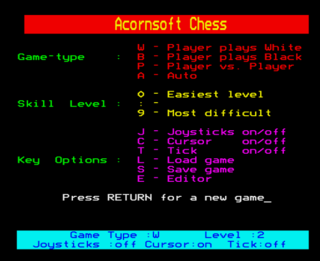 Acornsoft Chess
W - Player plays White
Game-type : B - Player plays Black
P - Player vs. Player
A - Auto
0 - Easiest level
Skill Level : : -
9 - Most difficult
J - Joysticks on/off
C - Cursor on/off
T - Tick on/off
Key Options : L - Load game
S - Save game
E - Editor
Press RETURN for a new game_
Game Type :W Level :2
Joysticks :off Cursor:on Tick:off